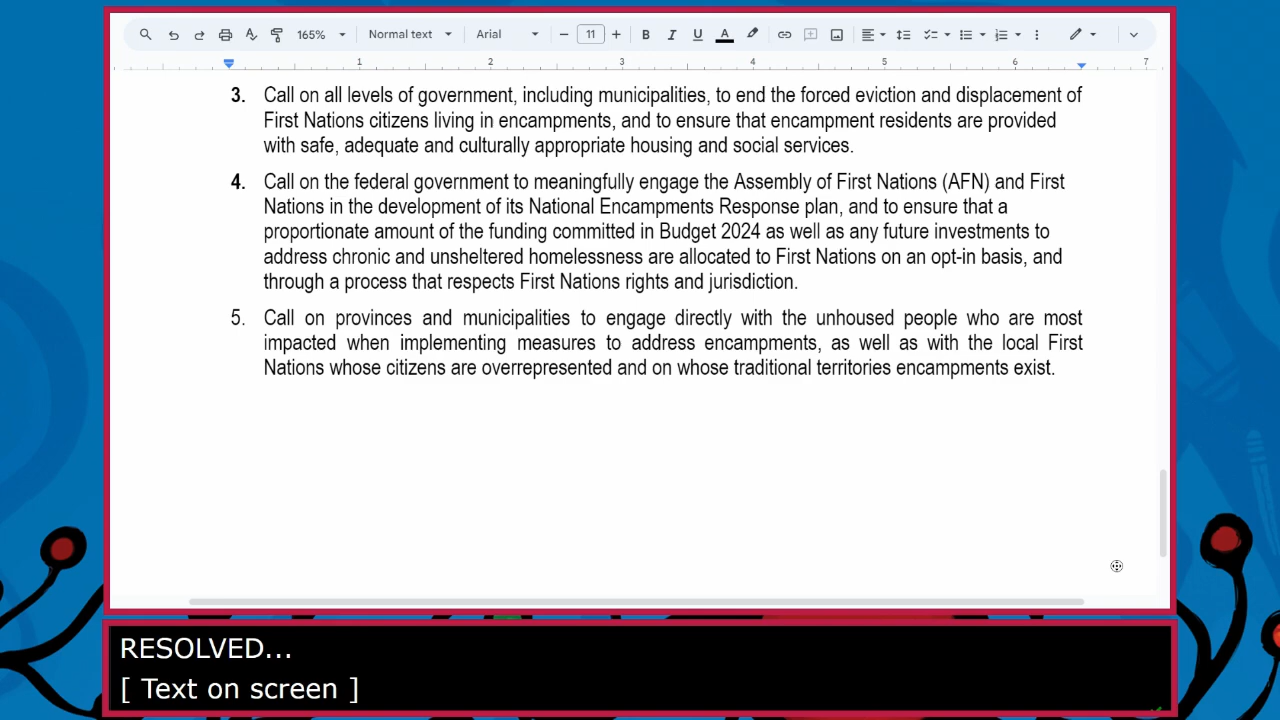 165%
Normal text
Arial
11
B I U A
1 2 3 4 5 6 7
3. Call on all levels of government, including municipalities, to end the forced eviction and displacement of
First Nations citizens living in encampments, and to ensure that encampment residents are provided
with safe, adequate and culturally appropriate housing and social services.
4. Call on the federal government to meaningfully engage the Assembly of First Nations (AFN) and First
Nations in the development of its National Encampments Response plan, and to ensure that a
proportionate amount of the funding committed in Budget 2024 as well as any future investments to
address chronic and unsheltered homelessness are allocated to First Nations on an opt-in basis, and
through a process that respects First Nations rights and jurisdiction.
5. Call on provinces and municipalities to engage directly with the unhoused people who are most
impacted when implementing measures to address encampments, as well as with the local First
Nations whose citizens are overrepresented and on whose traditional territories encampments exist.
RESOLVED...
[ Text on screen ]